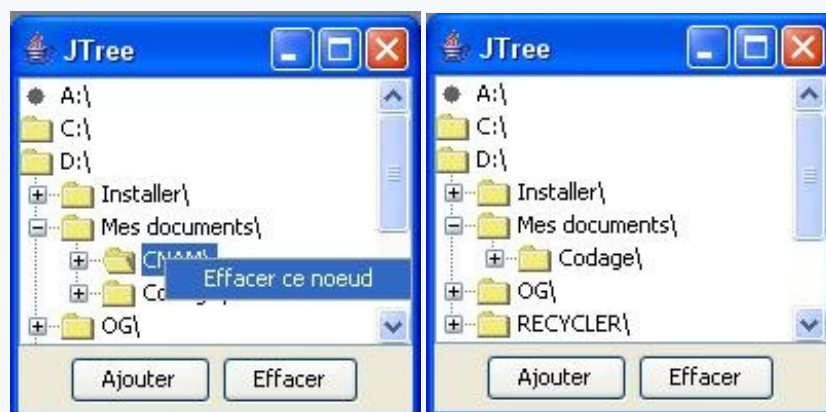 JTree
A:\
C:\
D:\
Installer\
Mes documents\
CNAM\
Effacer ce noeud
OG\
Ajouter
Effacer
JTree
A:\
C:\
D:\
Installer\
Mes documents\
Codage\
OG\
RECYCLER\
Ajouter
Effacer